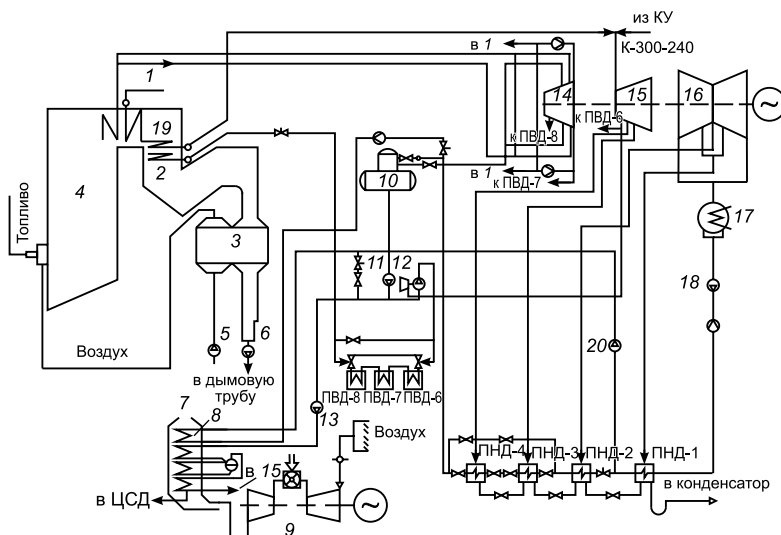 из КУ
К-300-240
в 1
1
14
15
16
19
к ПВД-8
к ПВД-6
2
4
10
в 1
к ПВД-7
17
Топливо
3
11
12
18
5
6
20
Воздух
в дымовую
трубу
ПВД-8
ПВД-7
ПВД-6
7
8
13
Воздух
ПНД-4
ПНД-3
ПНД-2
ПНД-1
в 15
в ЦСД
в конденсатор
9